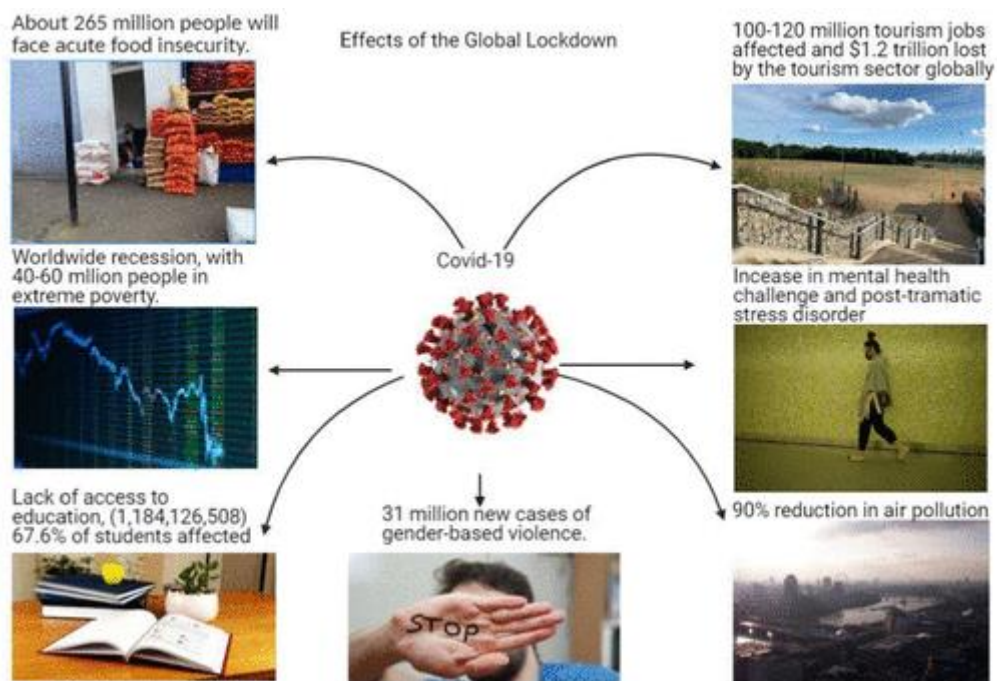 Effects of the Global Lockdown
About 265 million people will
face acute food insecurity.
100-120 million tourism jobs
affected and $1.2 trillion lost
by the tourism sector globally
Covid-19
Worldwide recession, with
40-60 mllion people in
extreme poverty.
Incease in mental health
challenge and post-tramatic
stress disorder
Lack of access to
education, (1,184,126,508)
67.6% of students affected
31 million new cases of
gender-based violence.
STOP
90% reduction in air pollution